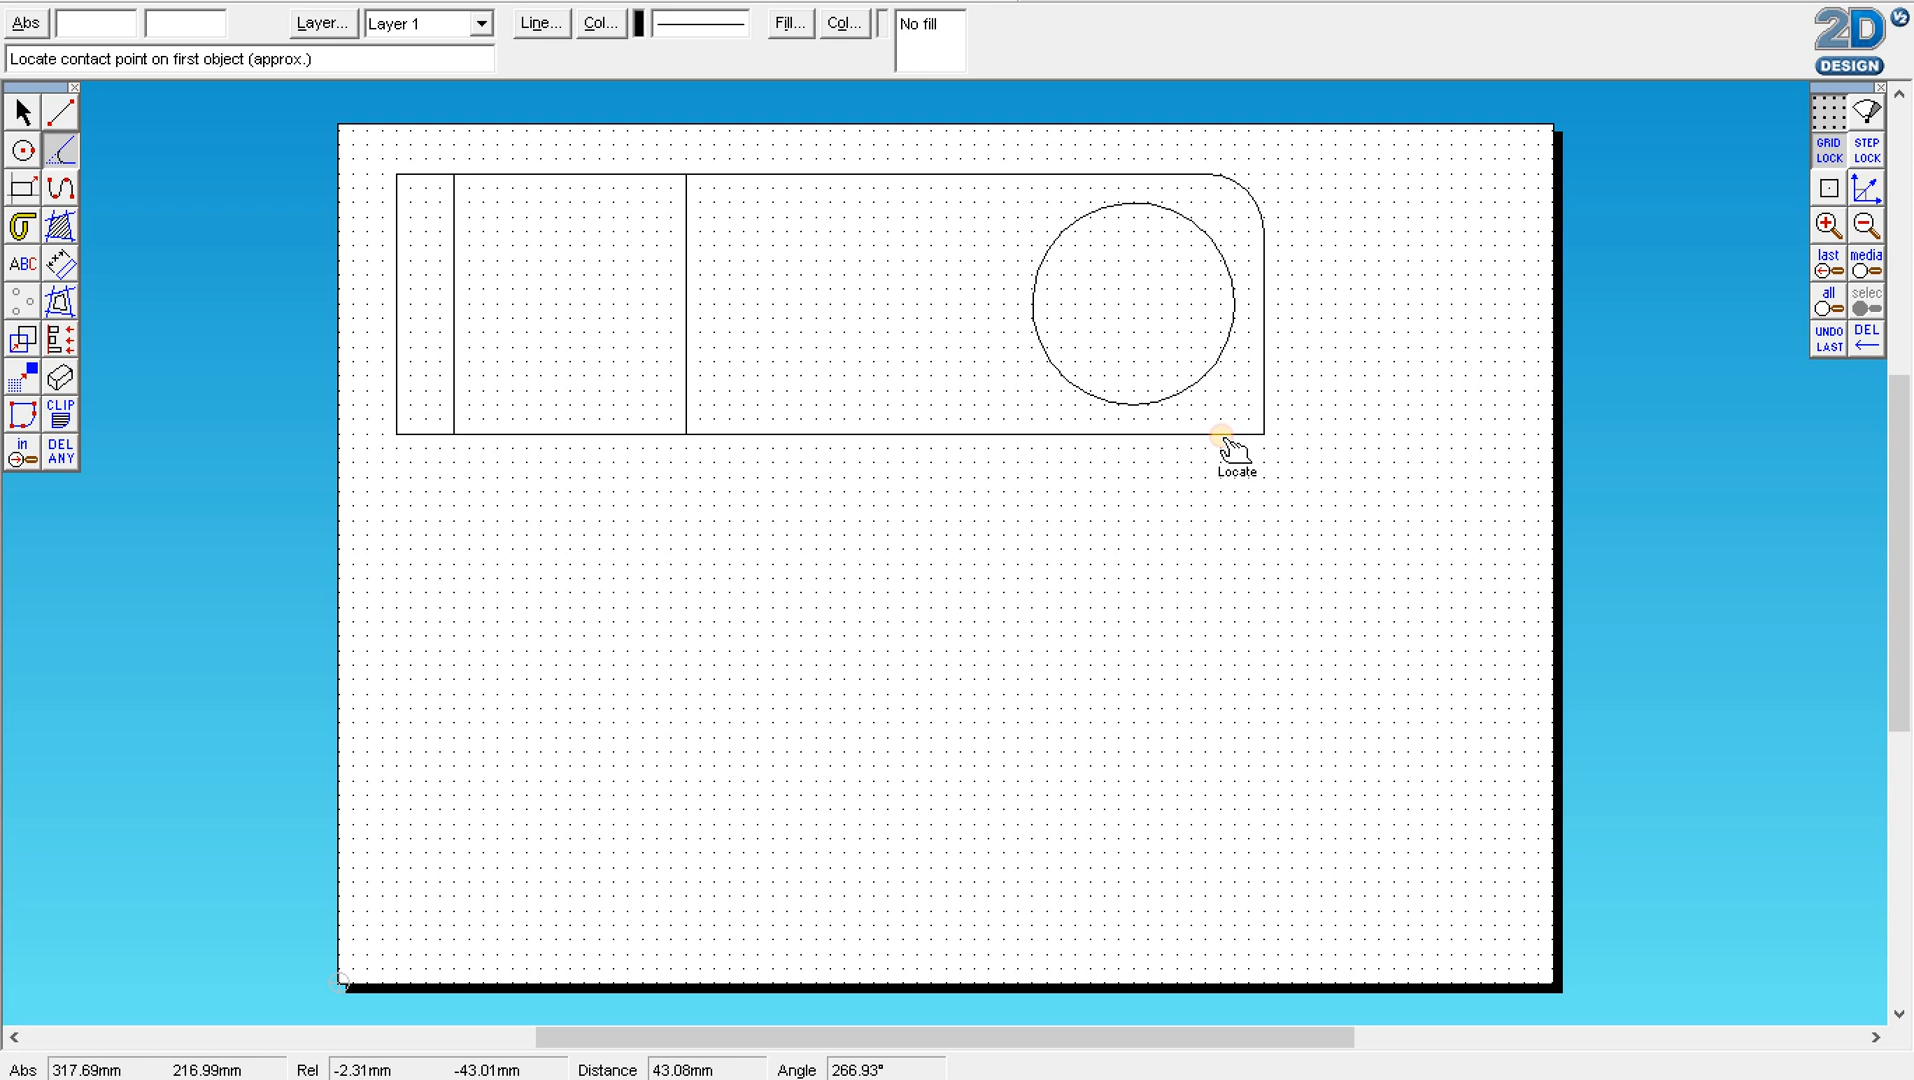 Abs
Layer...
Layer 1
Line...
Col...
Fill...
Col...
No fill
2D
V2
DESIGN
Locate contact point on first object (approx.)
ABC
CLIP
in
DEL
ANY
GRID
LOCK
STEP
LOCK
last
media
all
selec
UNDO
LAST
DEL
Locate
Abs 317.69mm 216.99mm Rel -2.31mm -43.01mm Distance 43.08mm Angle 266.93°